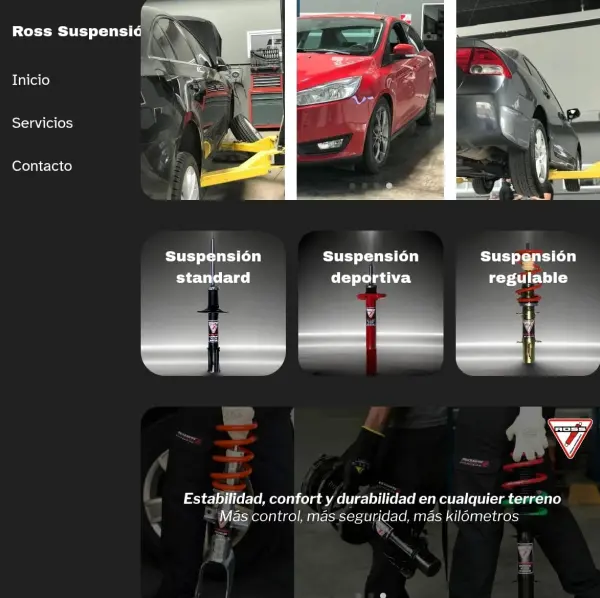 Ross Suspensió
Inicio
Servicios
Contacto
Suspensión
standard
Suspensión
deportiva
Suspensión
regulable
ROSS
Estabilidad, confort y durabilidad en cualquier terreno
Más control, más seguridad, más kilómetros